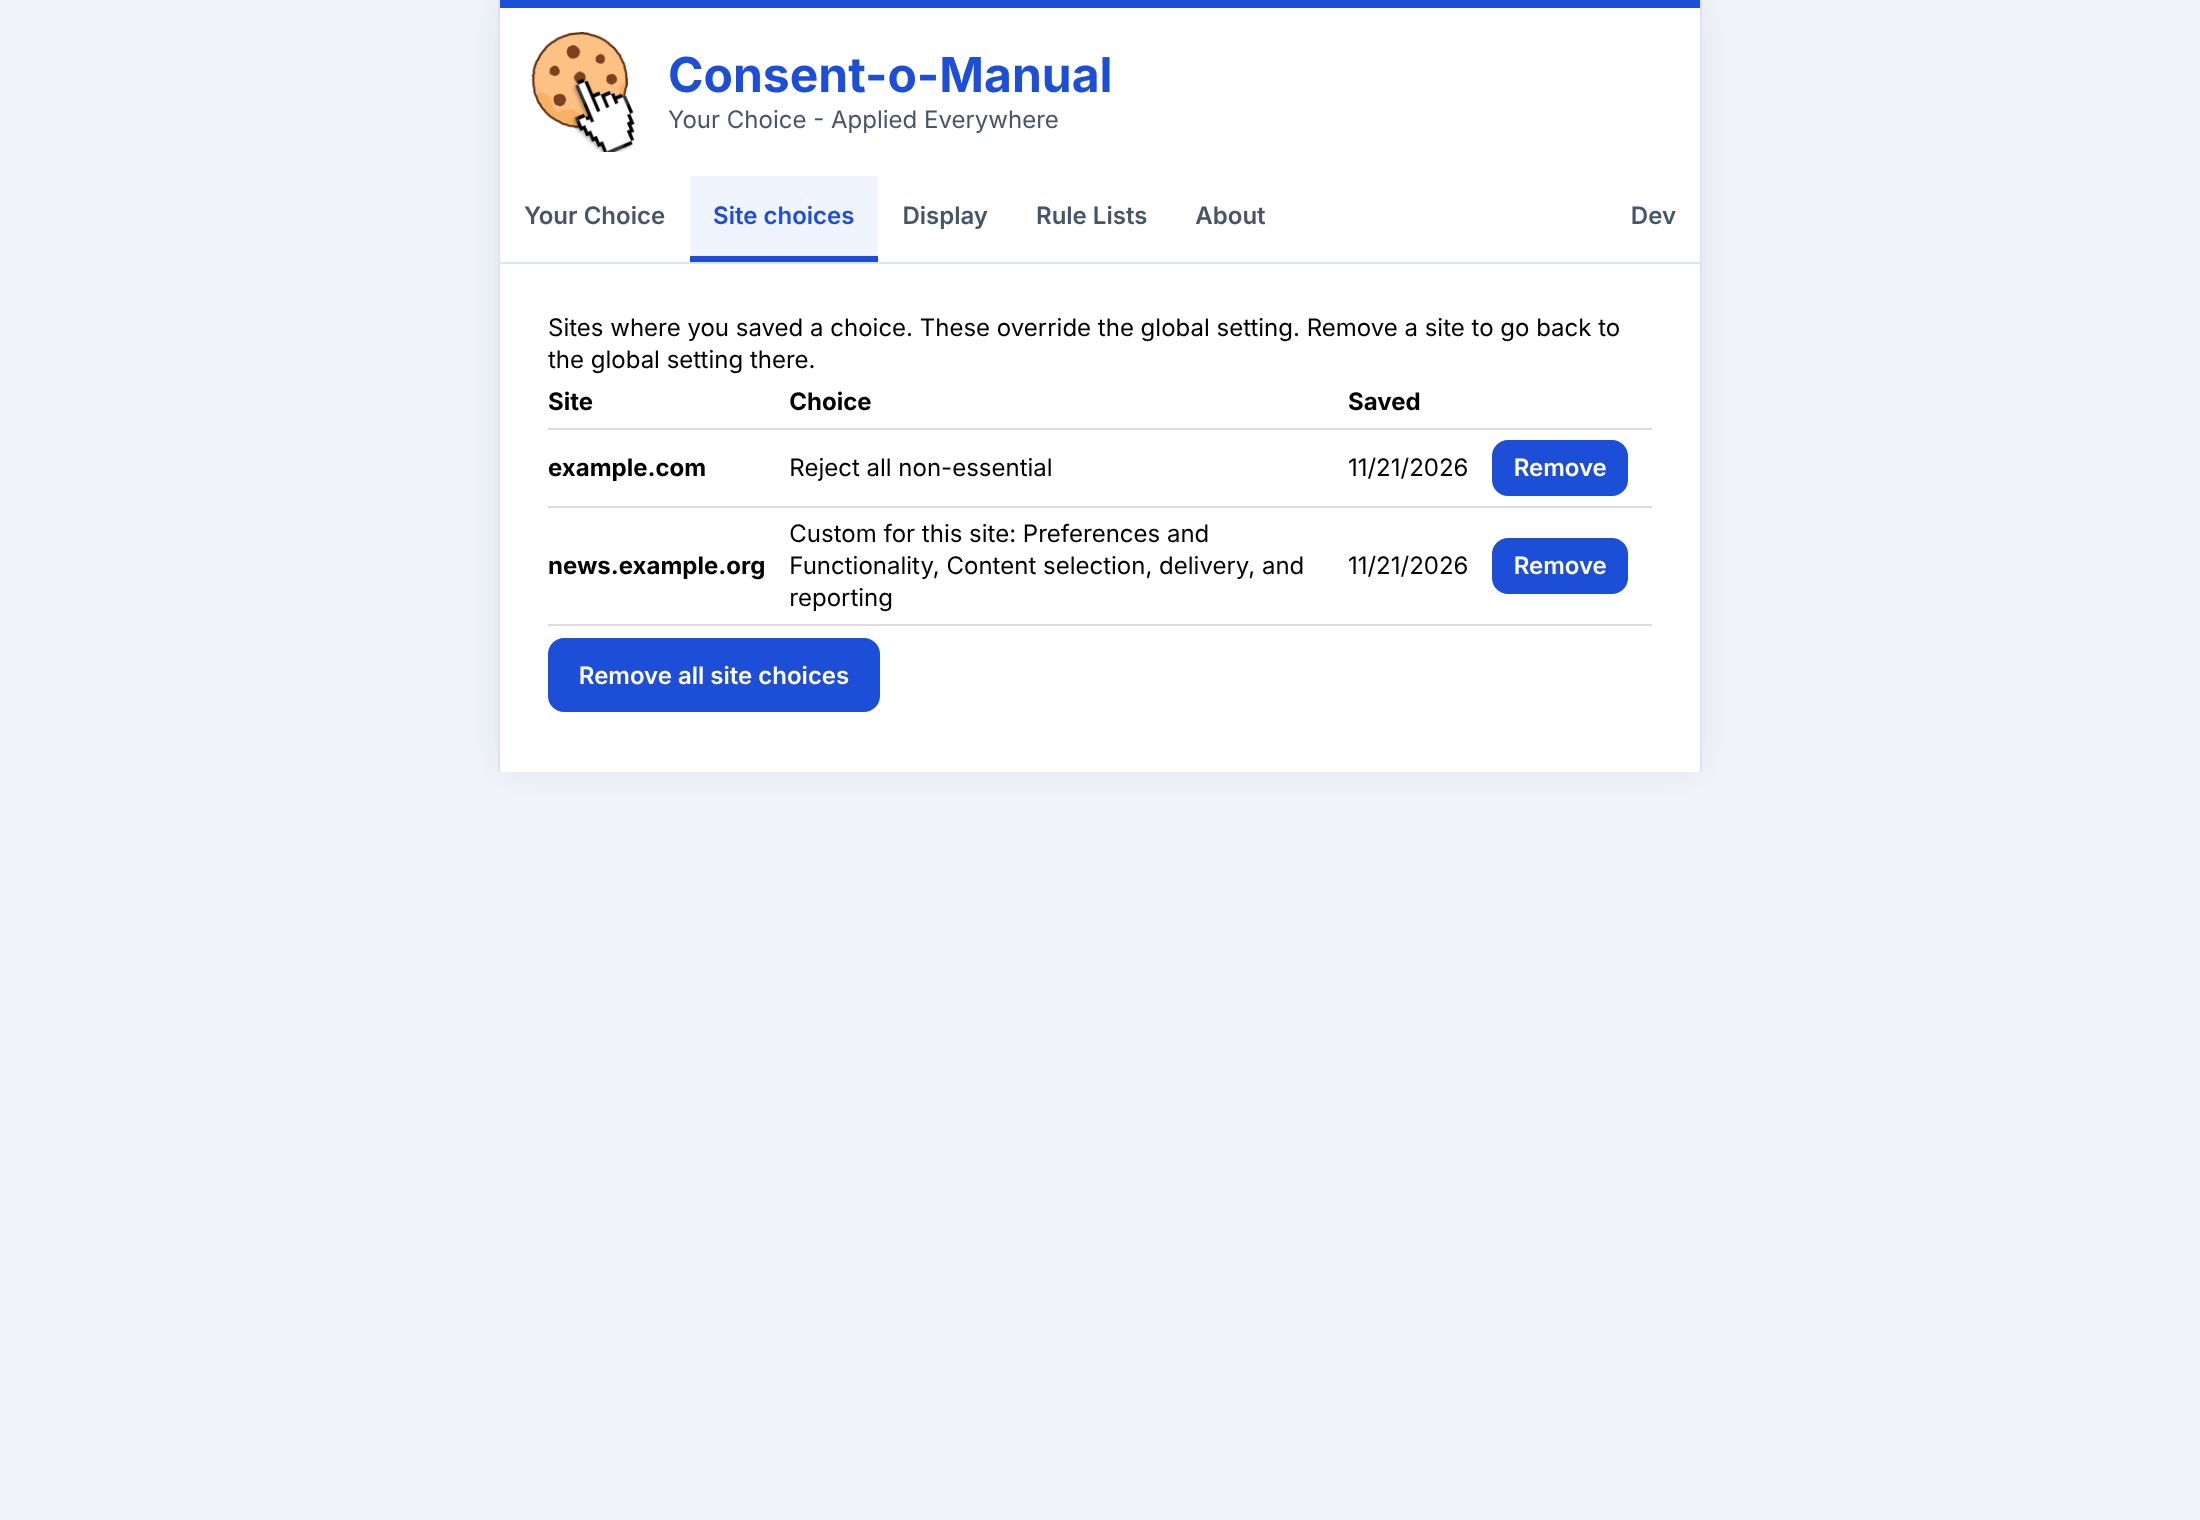 Consent-o-Manual
Your Choice - Applied Everywhere
Your Choice Site choices Display Rule Lists About Dev
Sites where you saved a choice. These override the global setting. Remove a site to go back to
the global setting there.
Site Choice Saved
example.com Reject all non-essential 11/21/2026 Remove
news.example.org Custom for this site: Preferences and
Functionality, Content selection, delivery, and
reporting 11/21/2026 Remove
Remove all site choices